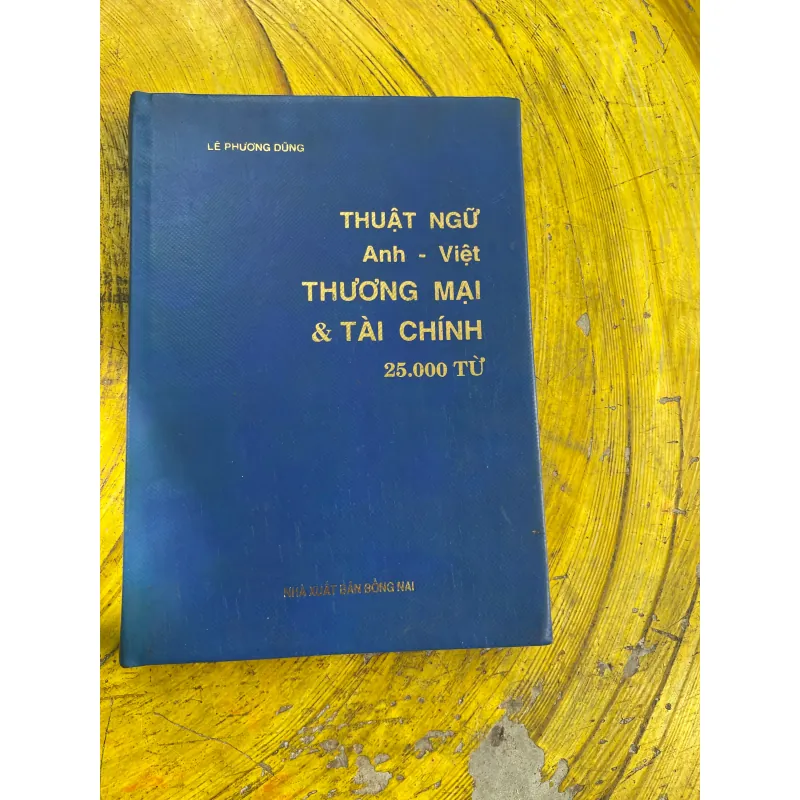 LÊ PHƯƠNG DŨNG
THUẬT NGỮ
Anh - Việt
THƯƠNG MẠI
& TÀI CHÍNH
25.000 TỪ
NHÀ XUẤT BẢN ĐỒNG NAI